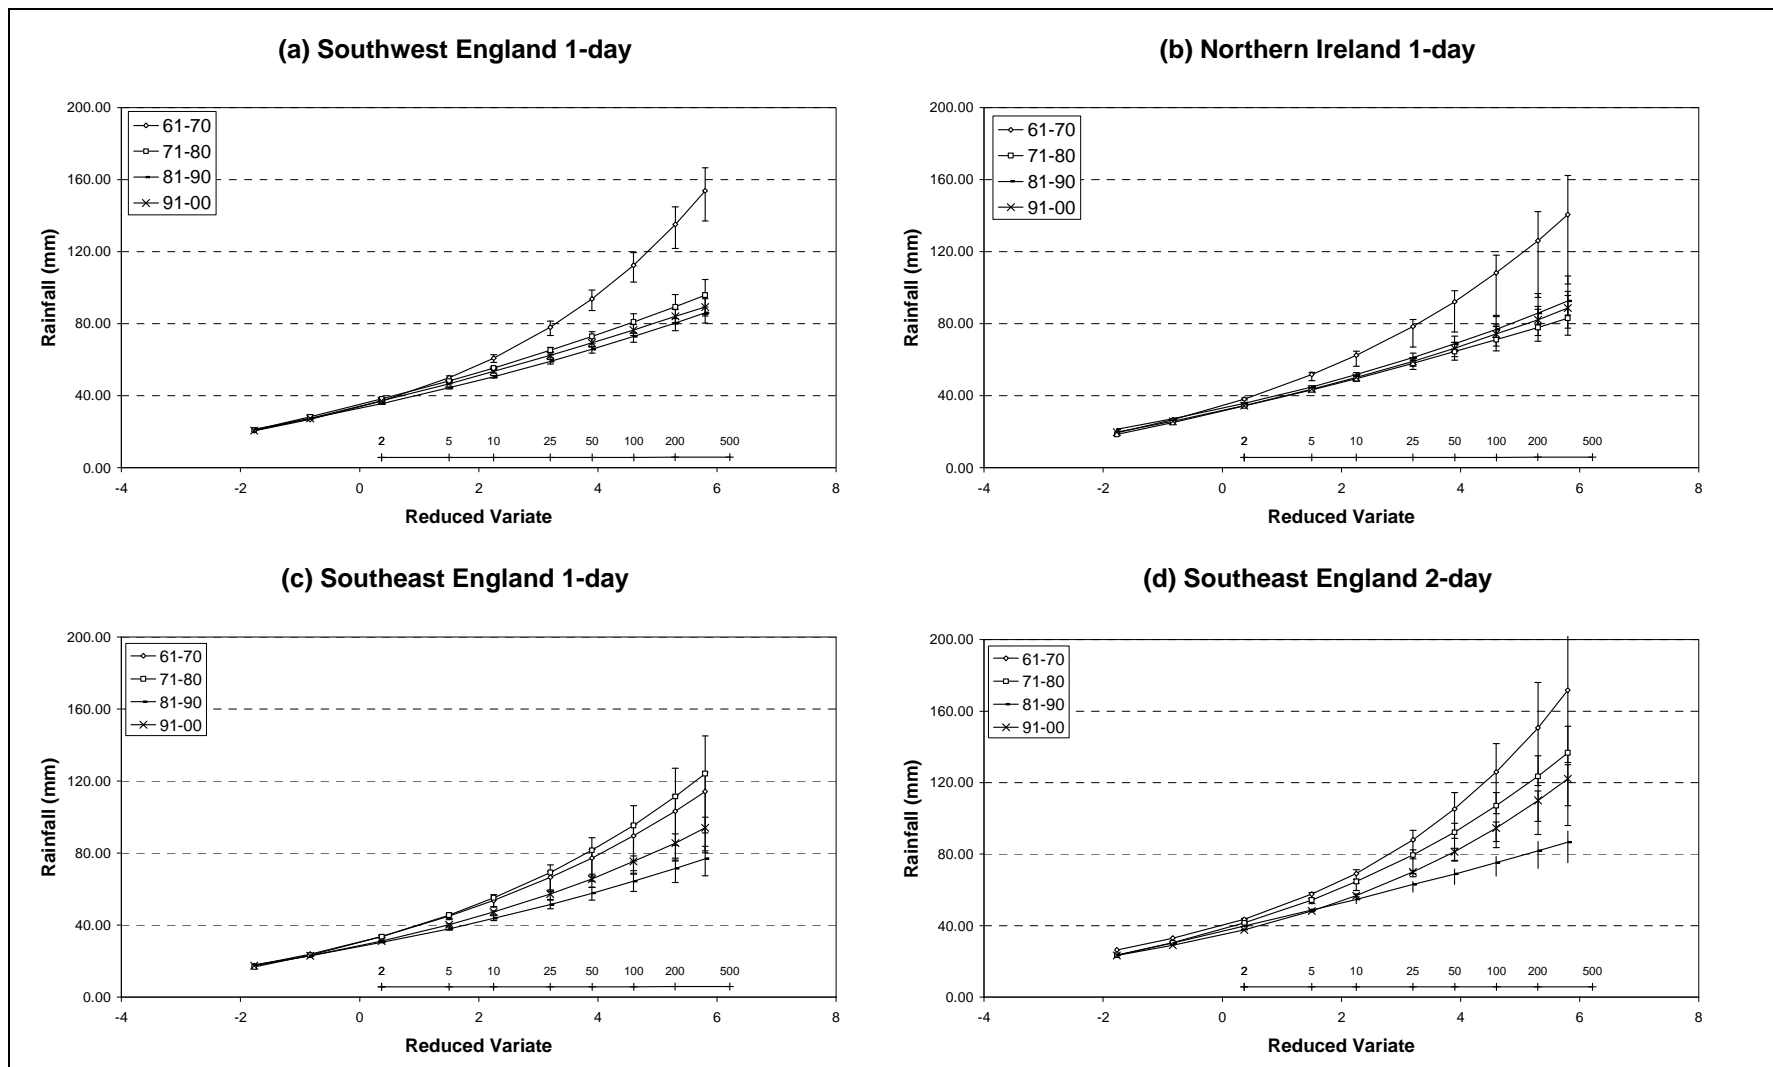 (a) Southwest England 1-day
200.00
160.00
120.00
80.00
40.00
0.00
Rainfall (mm)
61-70
71-80
81-90
91-00
2 5 10 25 50 100 200 500
-4 -2 0 2 4 6 8
Reduced Variate
(b) Northern Ireland 1-day
200.00
160.00
120.00
80.00
40.00
0.00
Rainfall (mm)
61-70
71-80
81-90
91-00
2 5 10 25 50 100 200 500
-4 -2 0 2 4 6 8
Reduced Variate
(c) Southeast England 1-day
200.00
160.00
120.00
80.00
40.00
0.00
Rainfall (mm)
61-70
71-80
81-90
91-00
2 5 10 25 50 100 200 500
-4 -2 0 2 4 6 8
Reduced Variate
(d) Southeast England 2-day
200.00
160.00
120.00
80.00
40.00
0.00
Rainfall (mm)
61-70
71-80
81-90
91-00
2 5 10 25 50 100 200 500
-4 -2 0 2 4 6 8
Reduced Variate